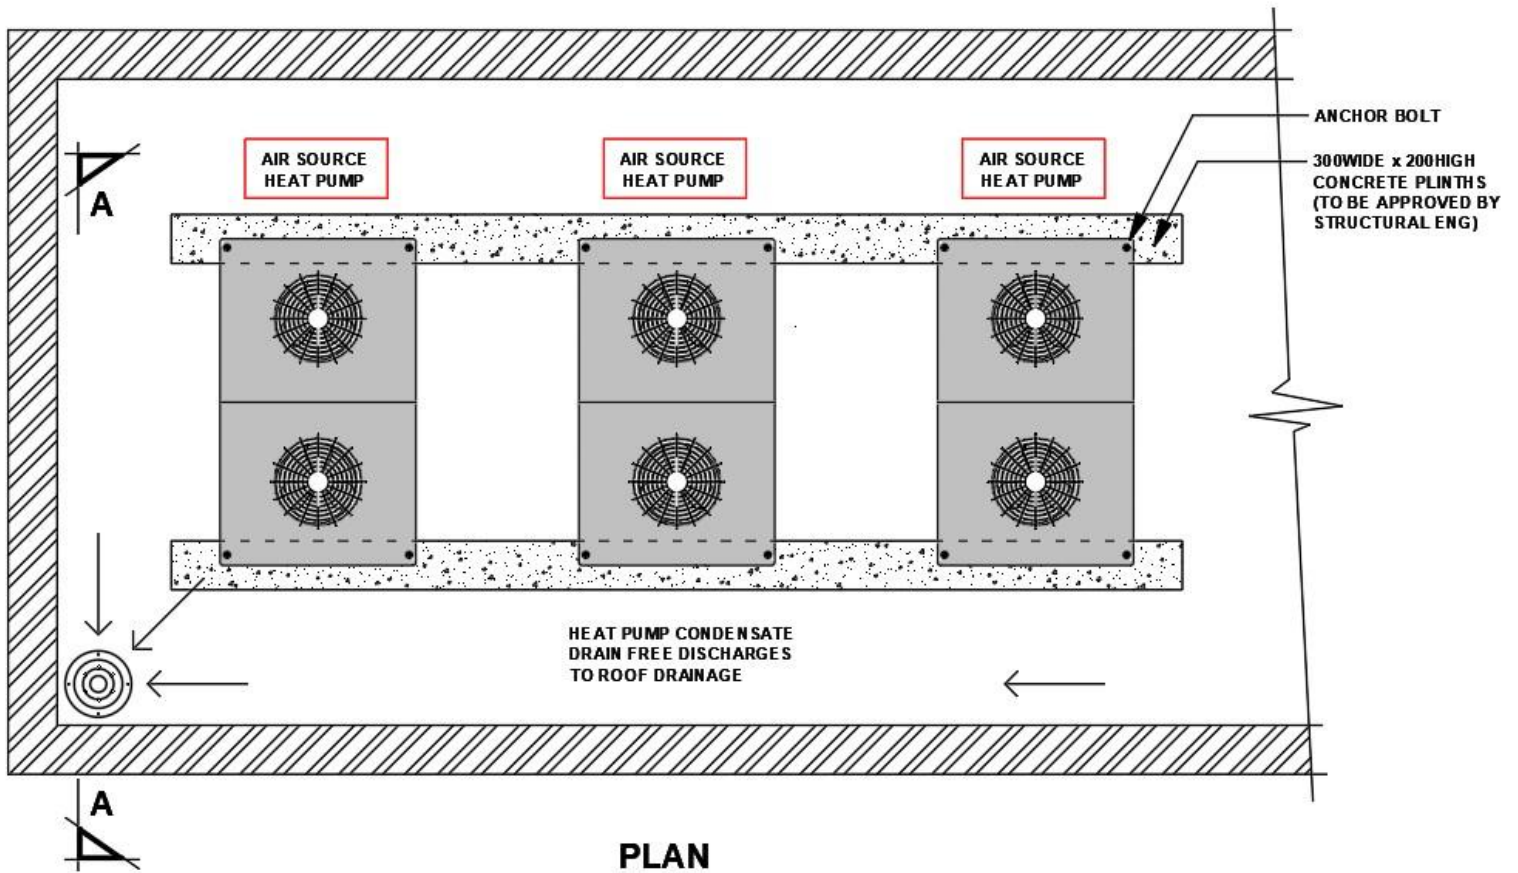 ANCHOR BOLT
AIR SOURCE
HEAT PUMP
AIR SOURCE
HEAT PUMP
AIR SOURCE
HEAT PUMP
300WIDE x 200HIGH
CONCRETE PLINTHS
(TO BE APPROVED BY
STRUCTURAL ENG)
A
HEAT PUMP CONDENSATE
DRAIN FREE DISCHARGES
TO ROOF DRAINAGE
A
PLAN